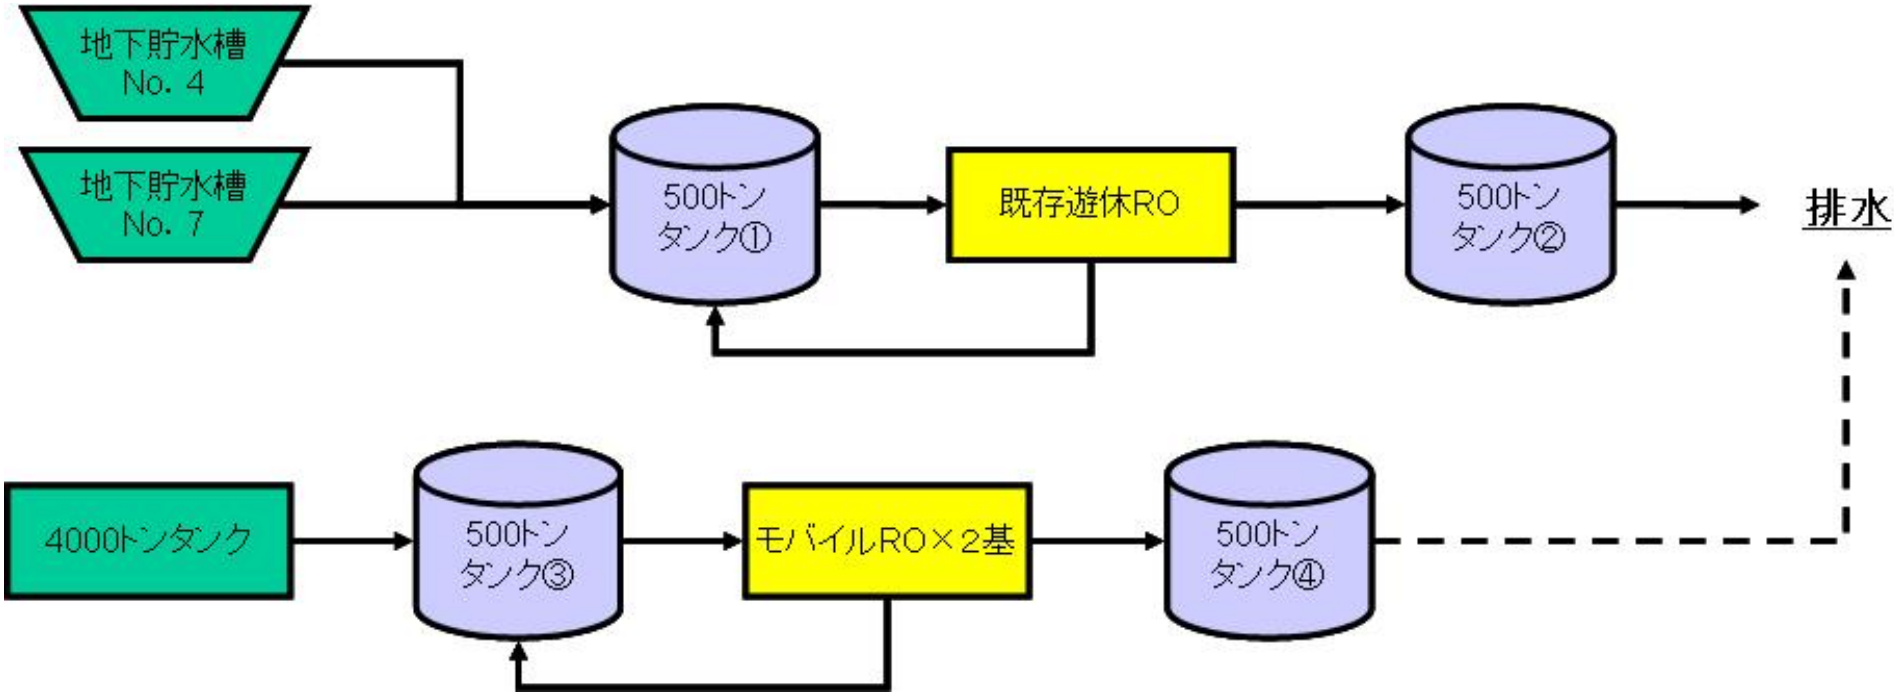 地下貯水槽
No. 4
地下貯水槽
No. 7
500トン
タンク①
既存遊休RO
500トン
タンク②
排水
4000トンタンク
500トン
タンク③
モバイルRO×2基
500トン
タンク④